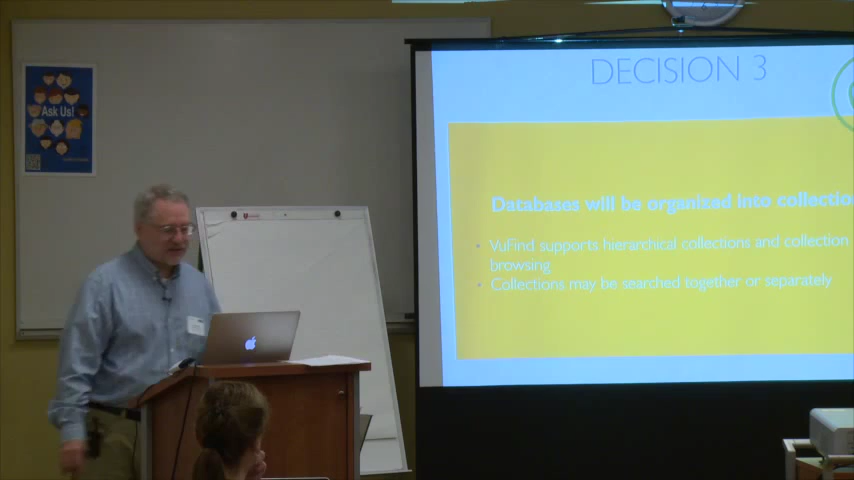 Ask Us!
DECISION 3
Databases will be organized into collectio
• VuFind supports hierarchical collections and collection
browsing
• Collections may be searched together or separately